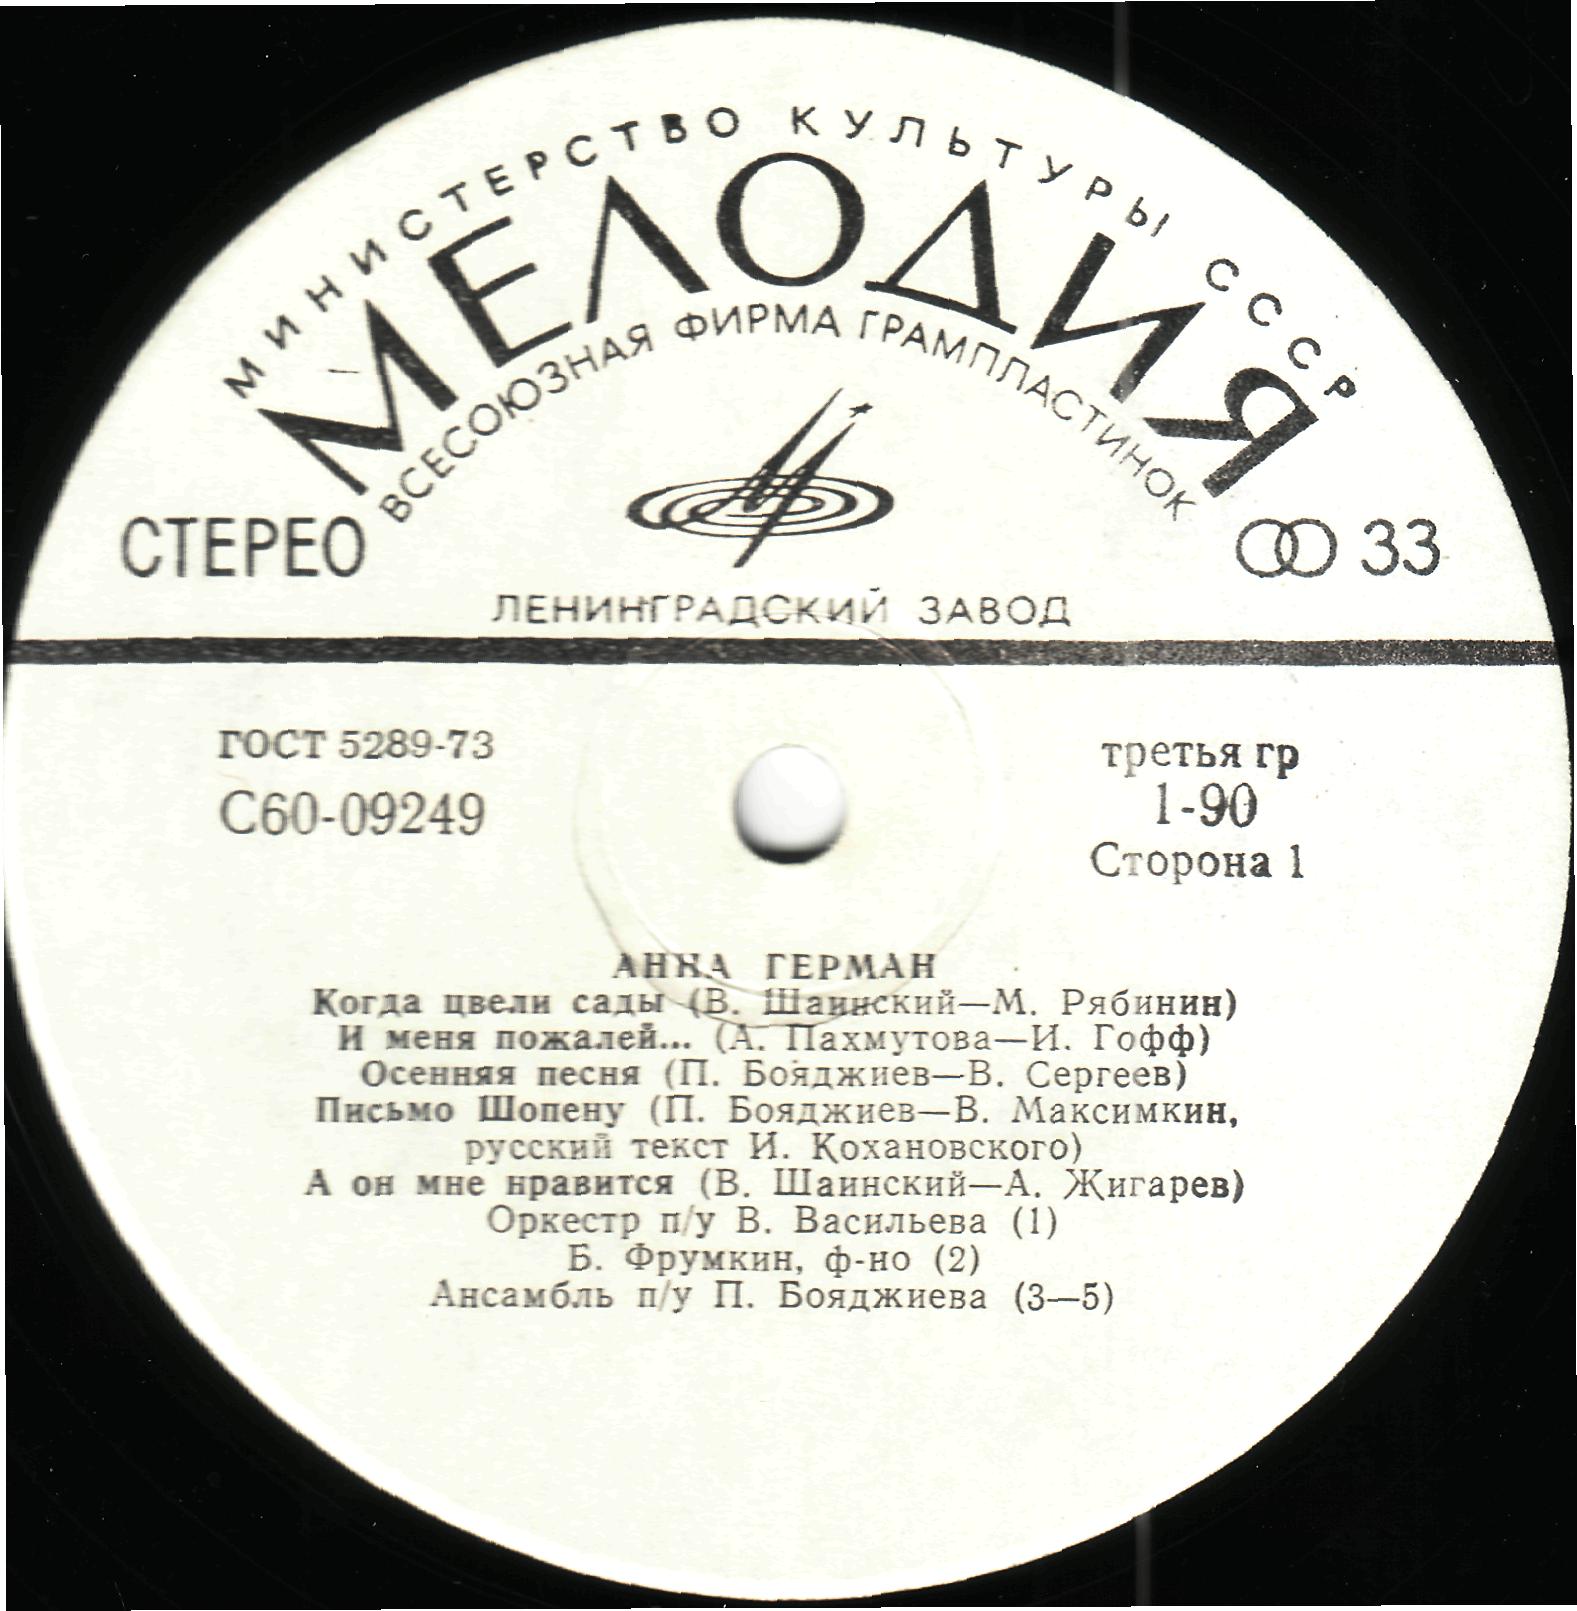 МИНИСТЕРСТВО КУЛЬТУРЫ СССР
МЕЛОДИЯ
ВСЕСОЮЗНАЯ ФИРМА ГРАМПЛАСТИНОК
СТЕРЕО
33
ЛЕНИНГРАДСКИЙ ЗАВОД
ГОСТ 5289-73
С60-09249
третья гр
1-90
Сторона 1
АННА ГЕРМАН
Когда цвели сады (В. Шаинский—М. Рябинин)
И меня пожалей... (А. Пахмутова—И. Гофф)
Осенняя песня (П. Бояджиев—В. Сергеев)
Письмо Шопену (П. Бояджиев—В. Максимкин,
русский текст И. Кохановского)
А он мне нравится (В. Шаинский—А. Жигарев)
Оркестр п/у В. Васильева (1)
Б. Фрумкин, ф-но (2)
Ансамбль п/у П. Бояджиева (3—5)